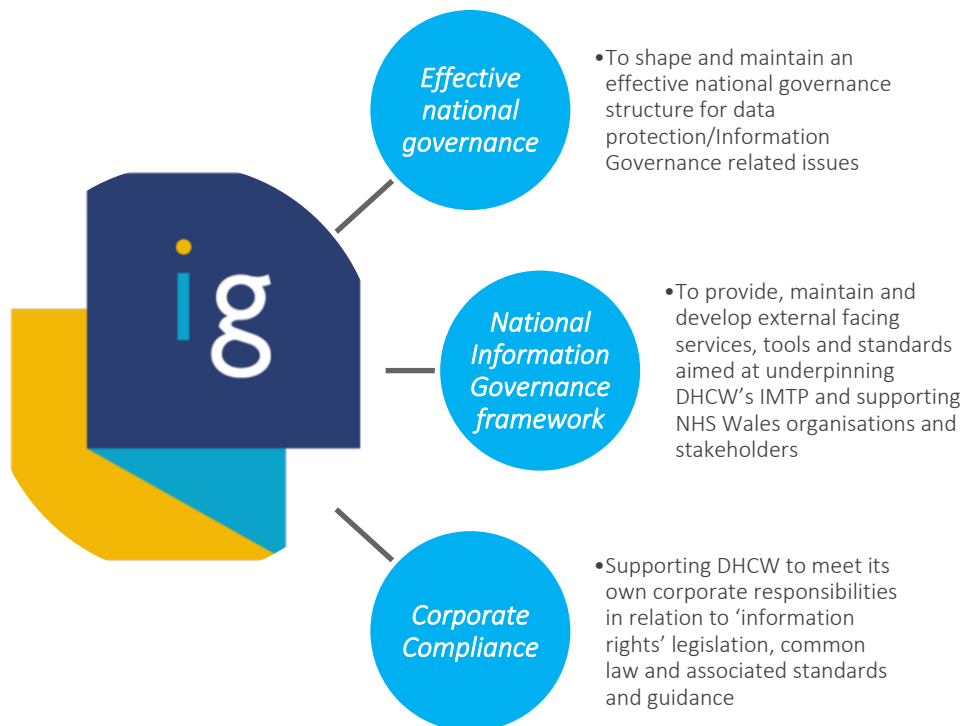 Effective
national
governance
•To shape and maintain an
effective national governance
structure for data
protection/Information
Governance related issues
ig
National
Information
Governance
framework
•To provide, maintain and
develop external facing
services, tools and standards
aimed at underpinning
DHCW’s IMTP and supporting
NHS Wales organisations and
stakeholders
Corporate
Compliance
•Supporting DHCW to meet its
own corporate responsibilities
in relation to ‘information
rights’ legislation, common
law and associated standards
and guidance